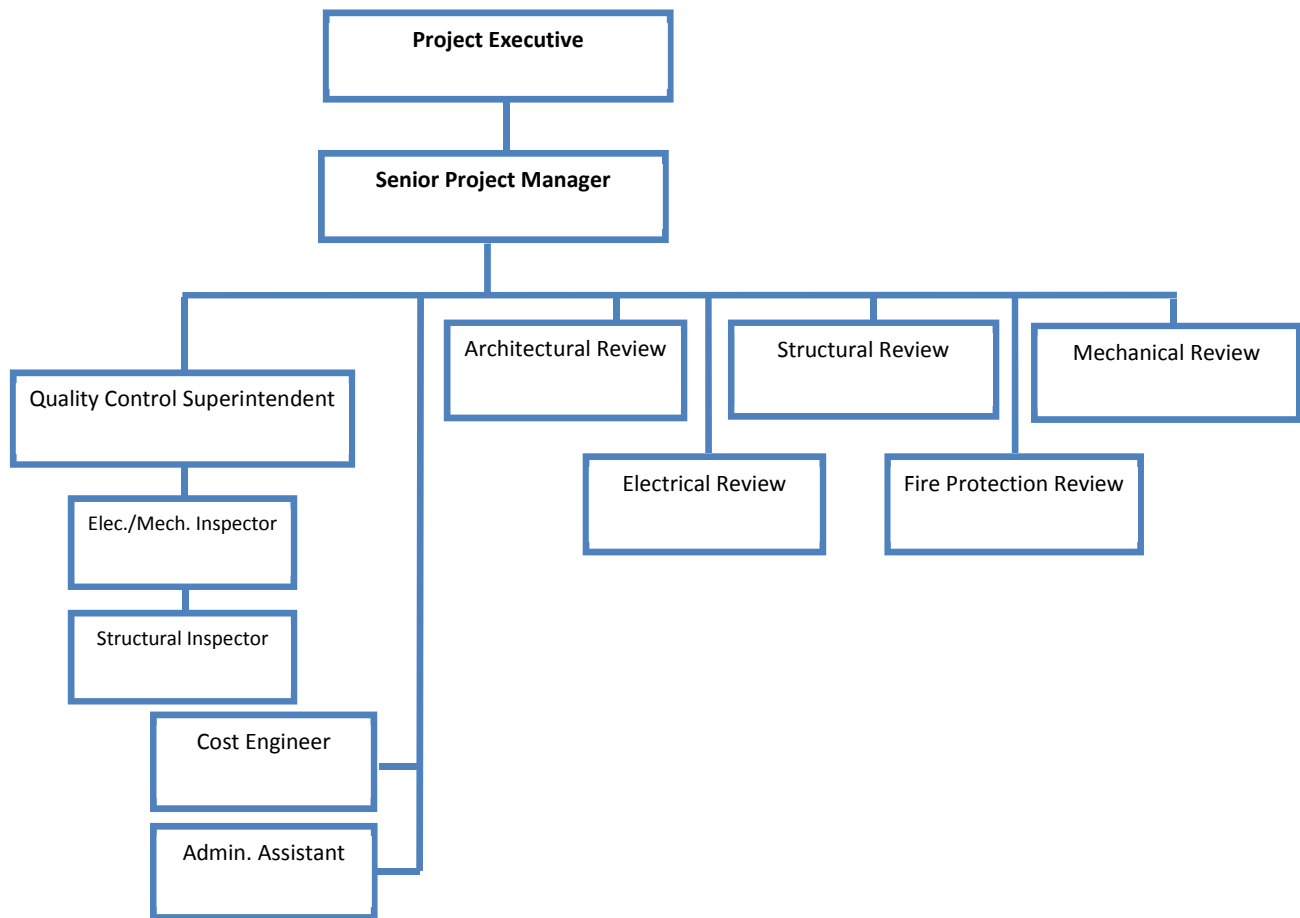 Project Executive
Senior Project Manager
Architectural Review
Structural Review
Mechanical Review
Quality Control Superintendent
Electrical Review
Fire Protection Review
Elec./Mech. Inspector
Structural Inspector
Cost Engineer
Admin. Assistant